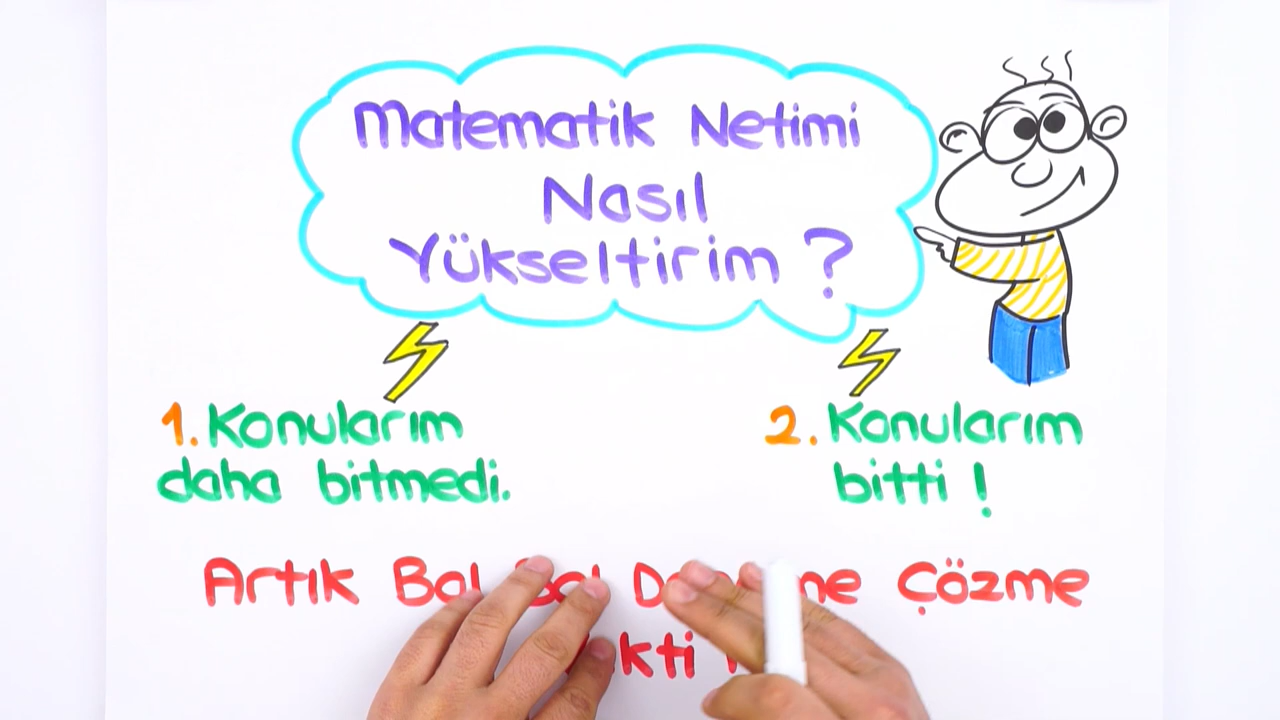 Matematik Netimi
Nasıl
Yükseltirim ?
1. Konularım
daha bitmedi.
2. Konularım
bitti !
Artık Bol Çözme